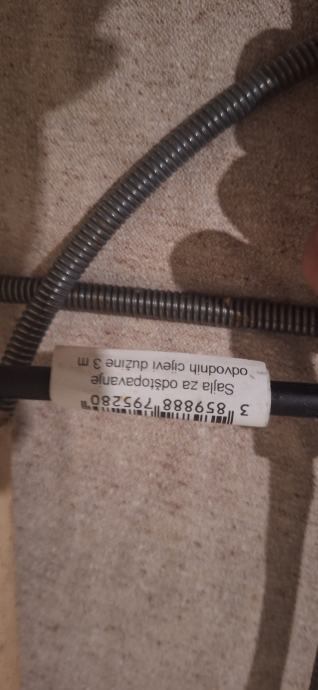 3 859888 795280
Sajla za odštopavanje
odvodnih cijevi dužine 3 m